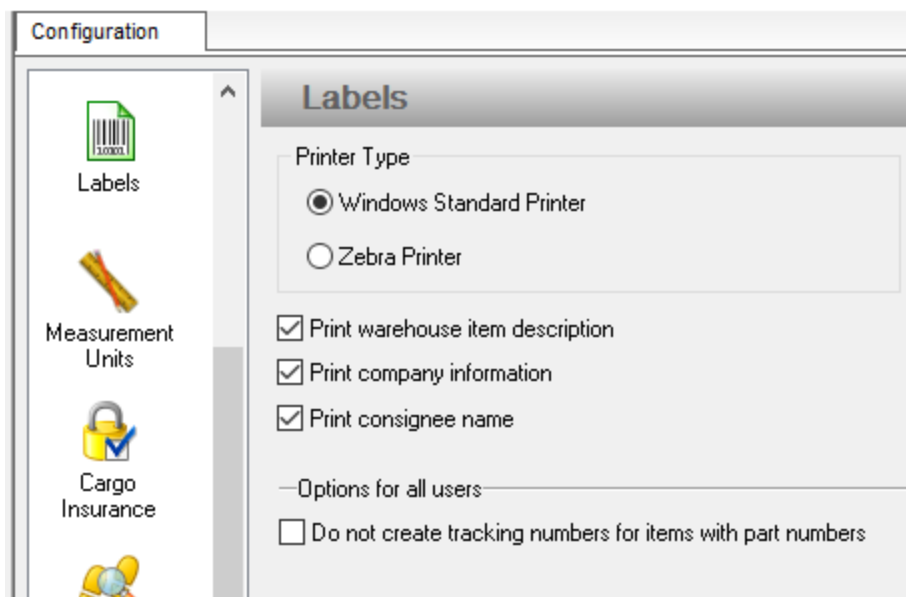 Configuration
Labels
Measurement
Units
Cargo
Insurance
Labels
Printer Type
Windows Standard Printer
Zebra Printer
Print warehouse item description
Print company information
Print consignee name
Options for all users
Do not create tracking numbers for items with part numbers